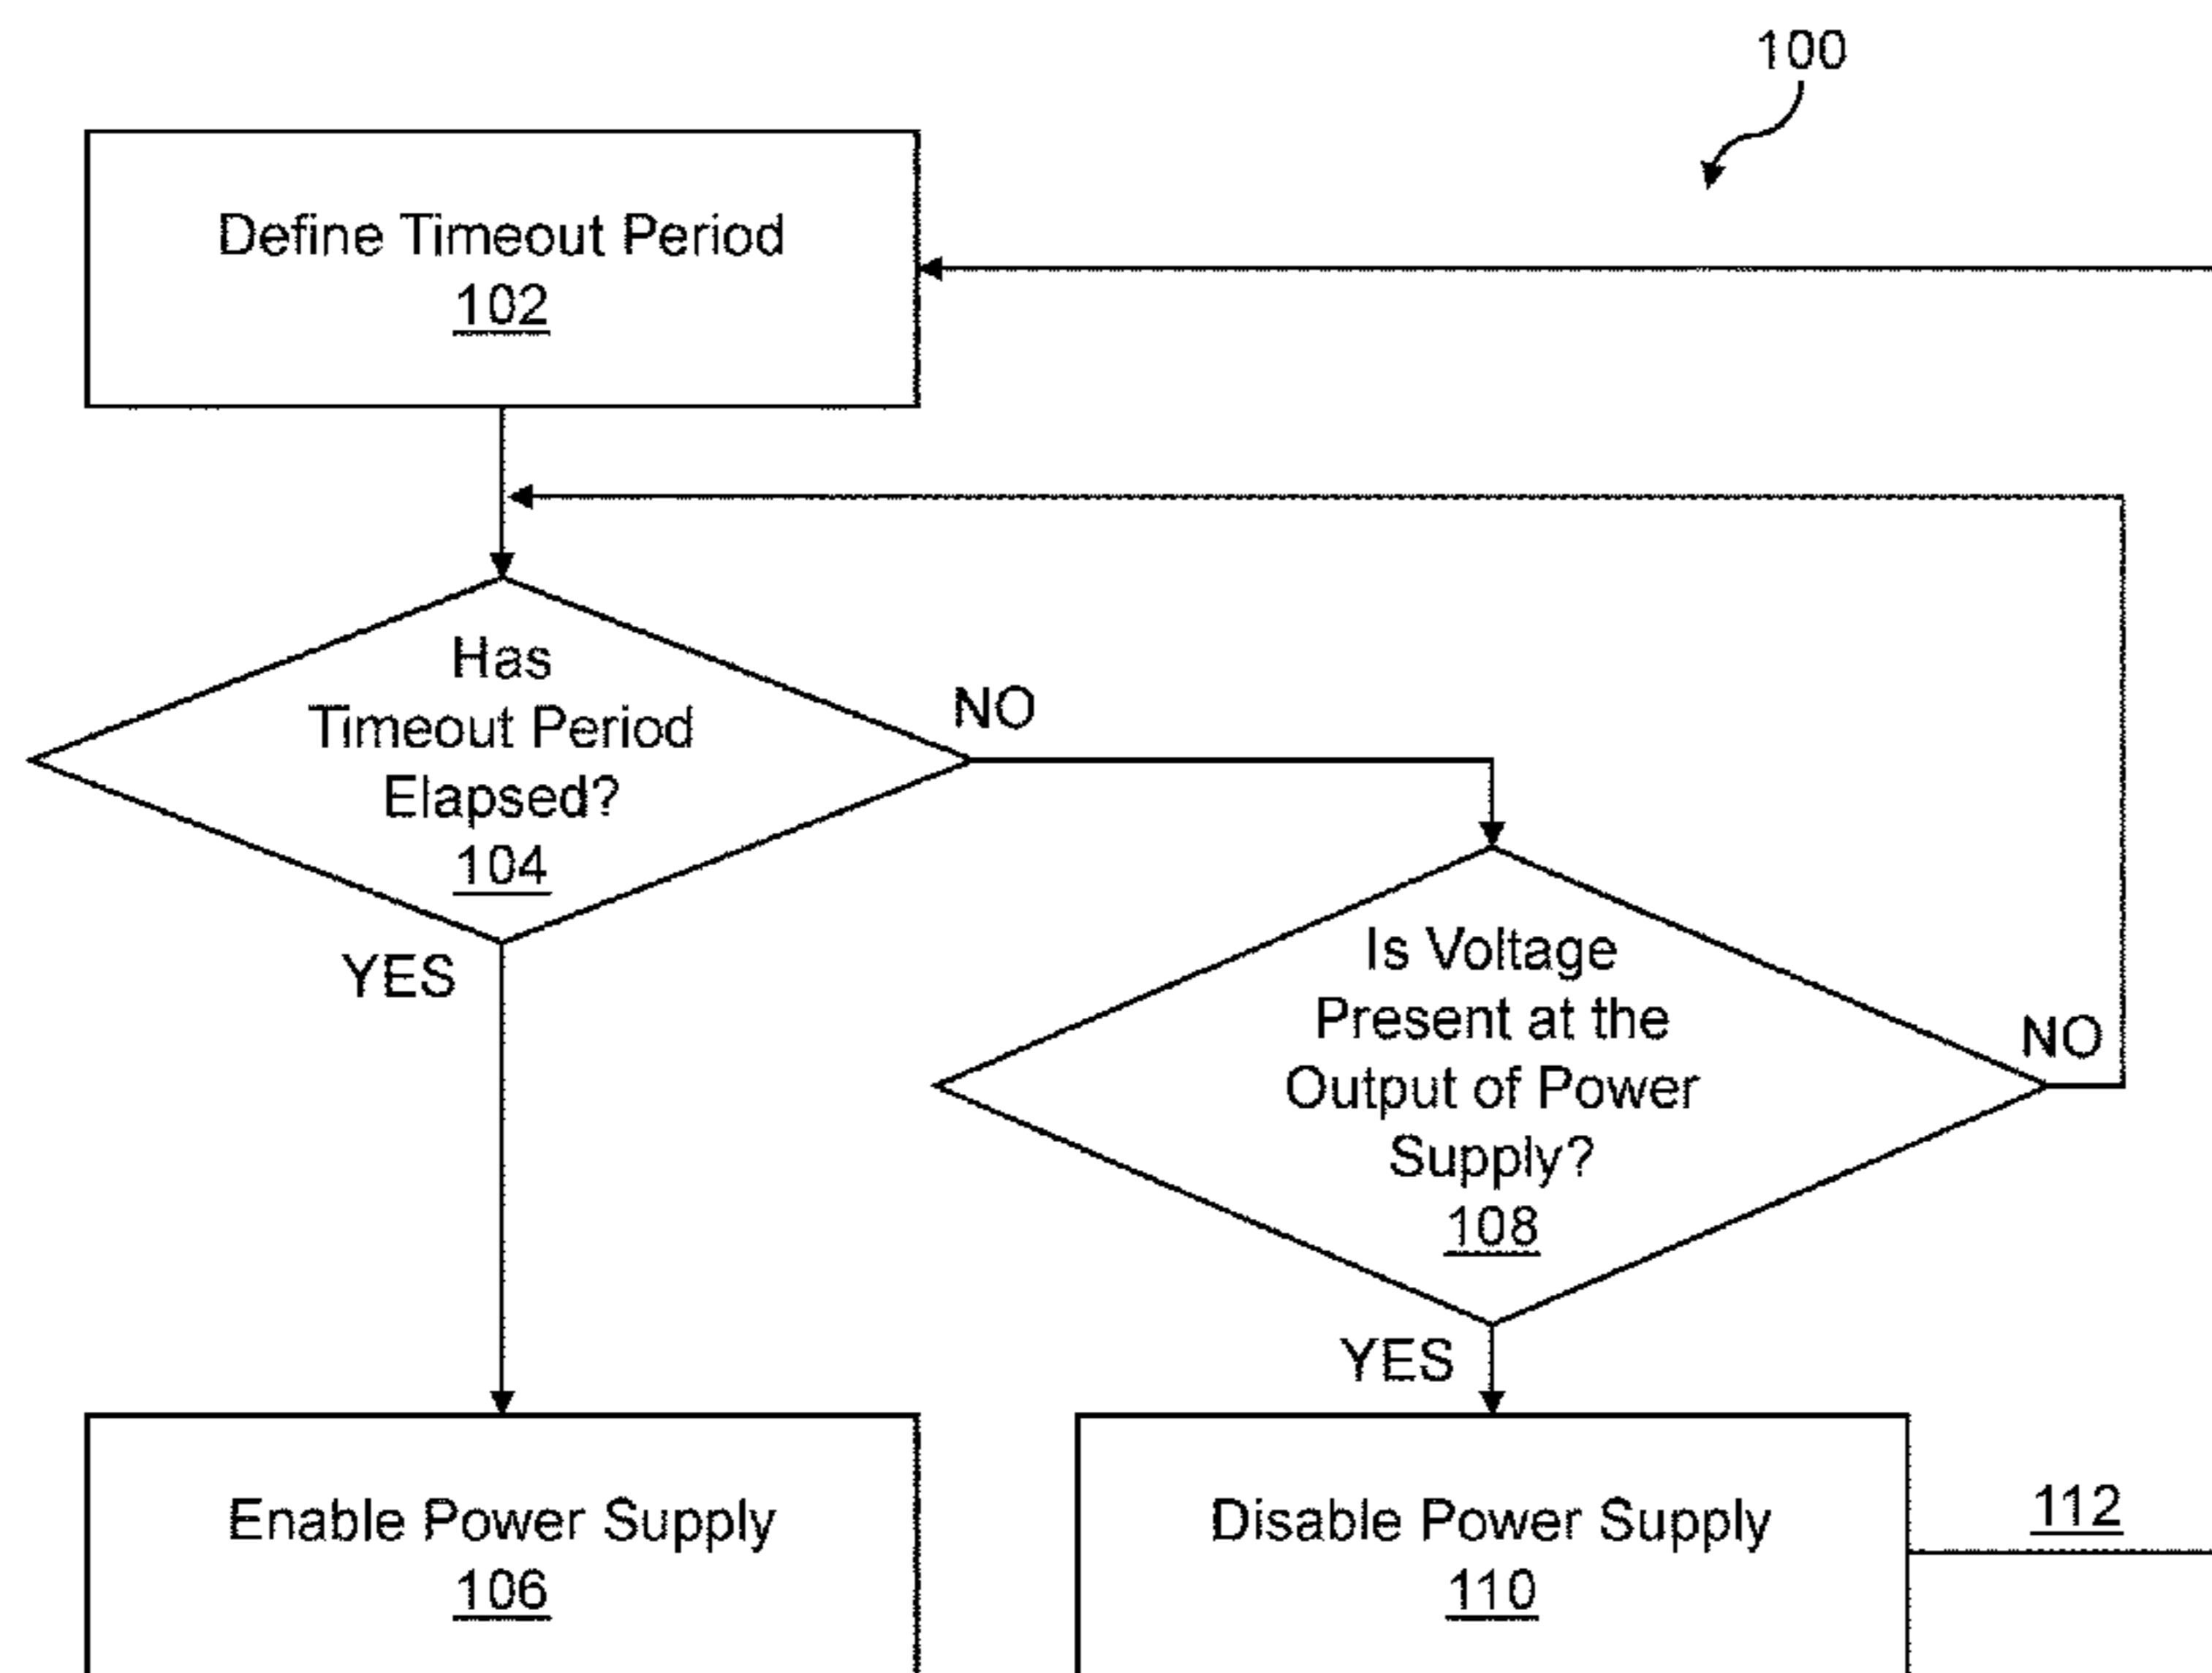 100
Define Timeout Period
102
Has
Timeout Period
Elapsed?
104
NO
YES
Is Voltage
Present at the
Output of Power
Supply?
108
NO
YES
Enable Power Supply
106
Disable Power Supply
110
112